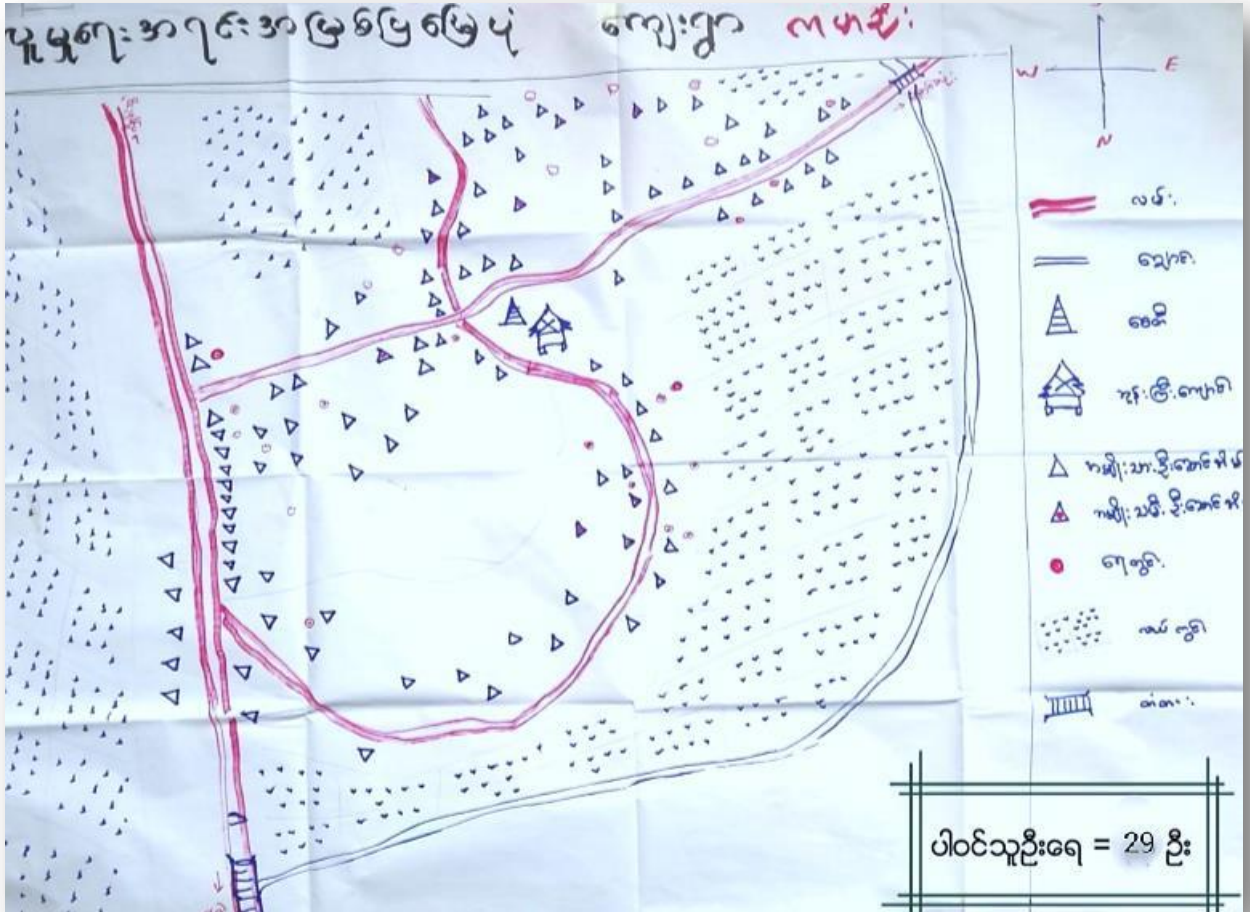 လူမှုရေးအရင်းအမြစ်ပြမြေပုံ ကျေးရွာ
W E
N
လမ်း
ချောင်း
စေတီ
ဘုန်းကြီးကျောင်း
အမျိုးသားဦးဆောင်အိမ်
အမျိုးသမီးဦးဆောင်အိမ်
ရေတွင်း
လယ်ကွင်း
တံတား
ပါဝင်သူဦးရေ = 29 ဦး